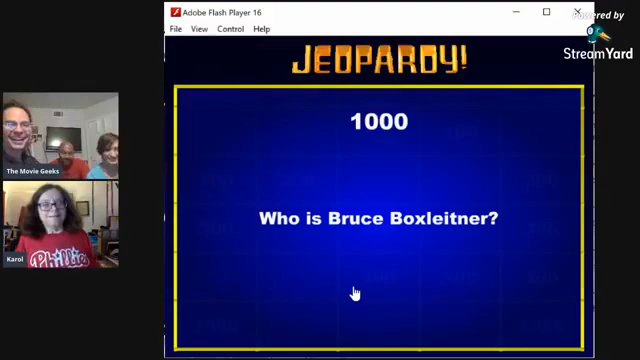 Adobe Flash Player 16
Powered by
StreamYard
File View Control Help
JEOPARDY!
1000
The Movie Geeks
Who is Bruce Boxleitner?
Phillies
Karol